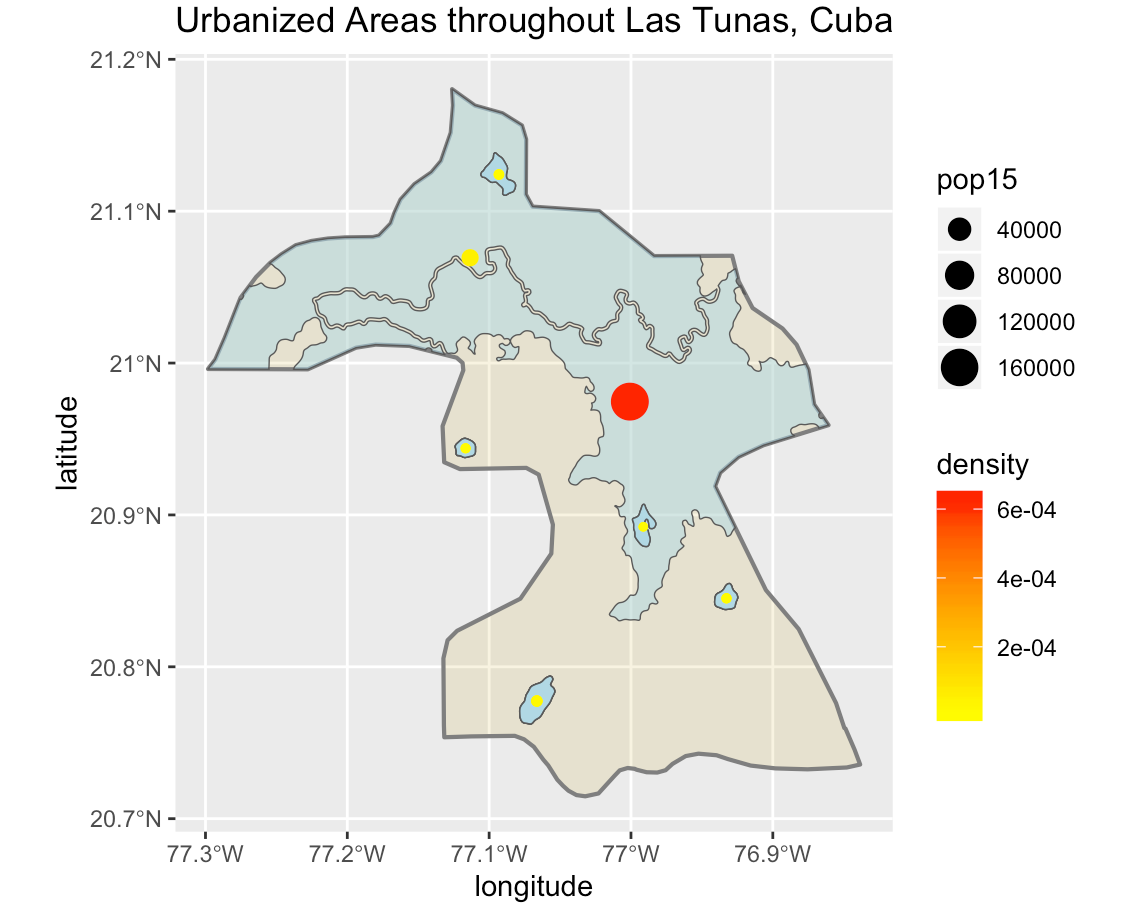 Urbanized Areas throughout Las Tunas, Cuba
21.2°N
21.1°N
21°N
20.9°N
20.8°N
20.7°N
latitude
77.3°W
77.2°W
77.1°W
77°W
76.9°W
longitude
pop15
40000
80000
120000
160000
density
6e-04
4e-04
2e-04